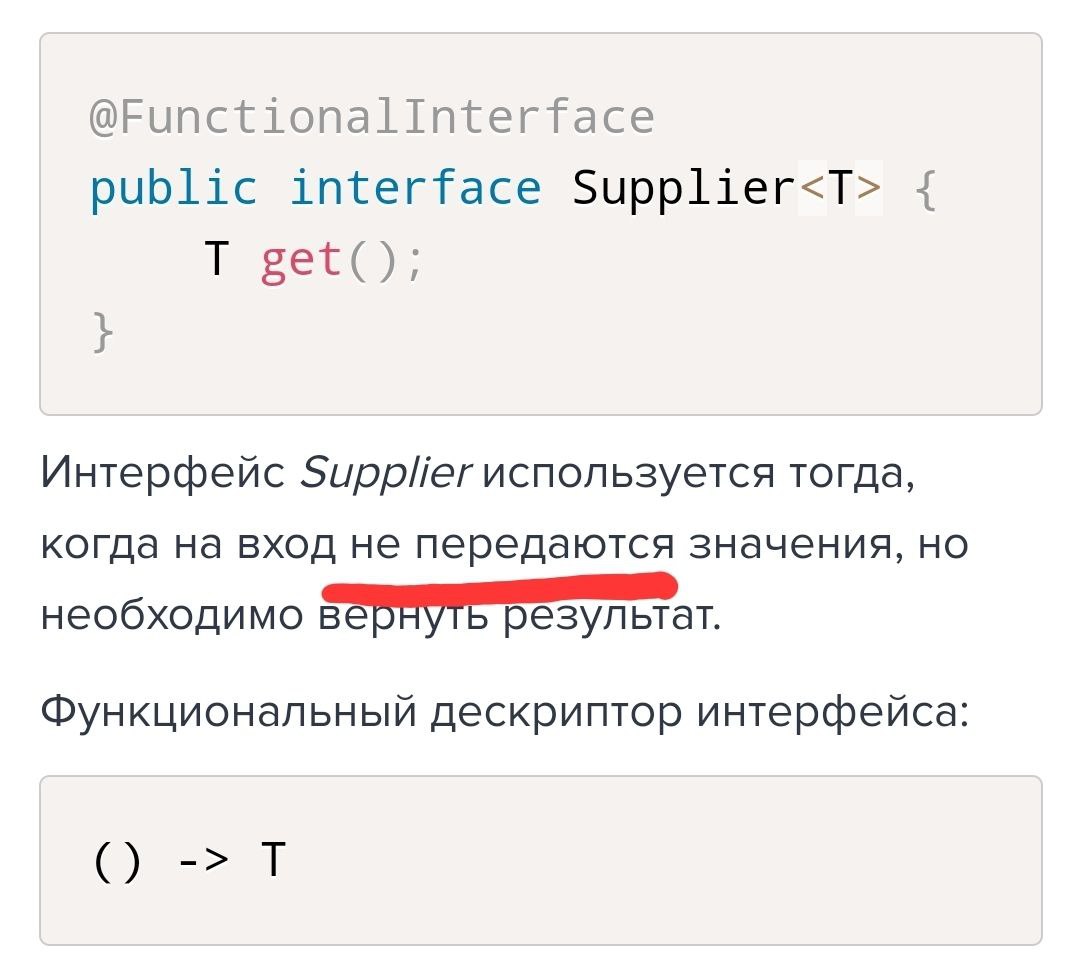 @FunctionalInterface
public interface Supplier<T> {
    T get();
}
Интерфейс Supplier используется тогда,
когда на вход не передаются значения, но
необходимо вернуть результат.
Функциональный дескриптор интерфейса:
() -> T